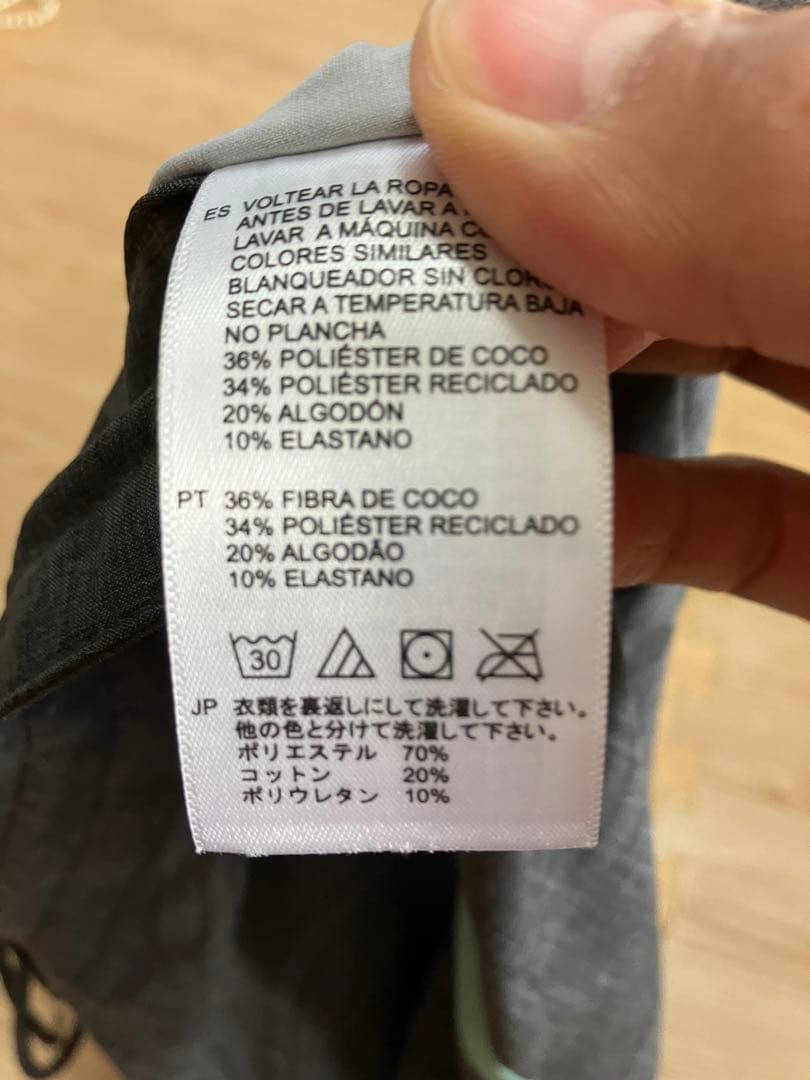 ES VOLTEAR LA ROPA
ANTES DE LAVAR A
LAVAR A MÁQUINA
COLORES SIMILARES
BLANQUEADOR SIN
SECAR A TEMPERATURA BAJA
NO PLANCHA
36% POLIÉSTER DE COCO
34% POLIÉSTER RECICLADO
20% ALGODÓN
10% ELASTANO
PT 36% FIBRA DE COCO
34% POLIÉSTER RECICLADO
20% ALGODÃO
10% ELASTANO
30
JP 衣類を裏返しにして洗濯して下さい。
他の色と分けて洗濯して下さい。
ポリエステル 70%
コットン 20%
ポリウレタン 10%